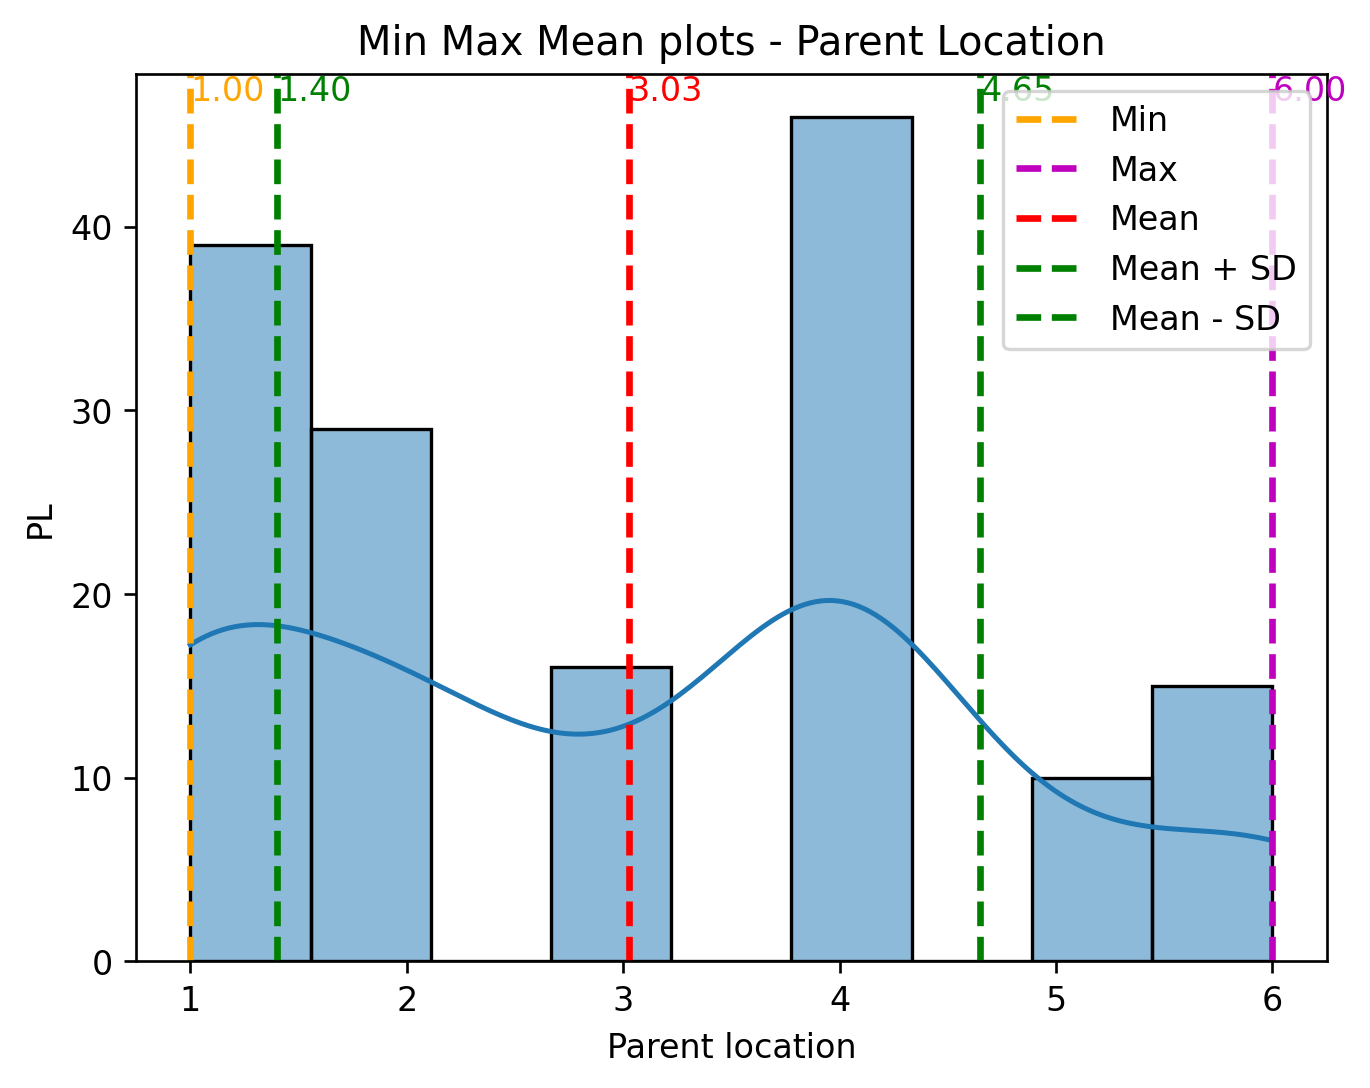 Min Max Mean plots - Parent Location
1.00 1.40 3.03 4.65 6.00
Min
Max
Mean
Mean + SD
Mean - SD
40
30
20
10
0
PL
1 2 3 4 5 6
Parent location